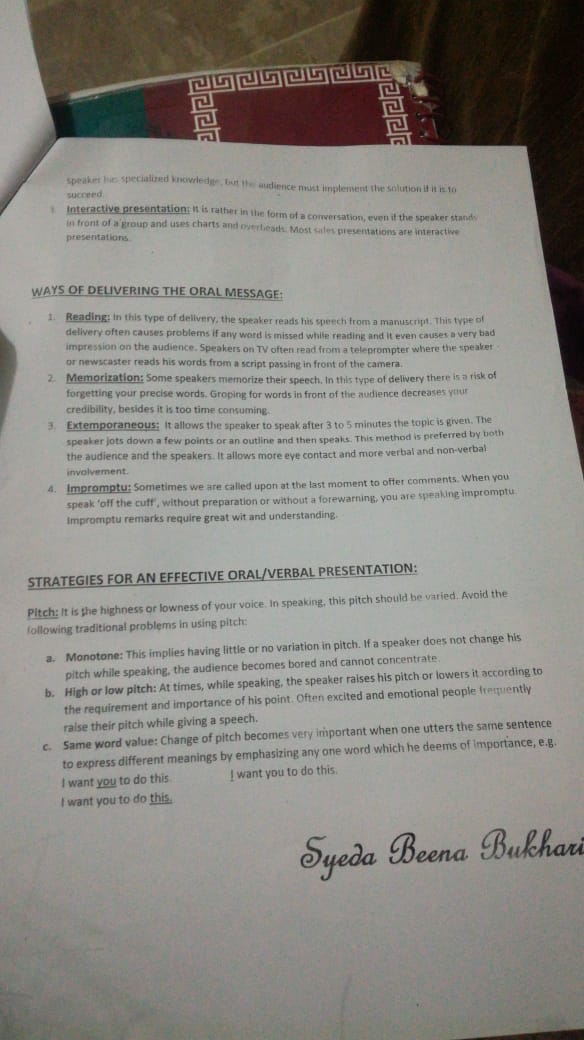 speaker has specialized knowledge, but the audience must implement the solution if it is to
succeed.
Interactive presentation: It is rather in the form of a conversation, even if the speaker stands
in front of a group and uses charts and overheads. Most sales presentations are interactive
presentations.
WAYS OF DELIVERING THE ORAL MESSAGE:
1. Reading: In this type of delivery, the speaker reads his speech from a manuscript. This type of
delivery often causes problems if any word is missed while reading and it even causes a very bad
impression on the audience. Speakers on TV often read from a teleprompter where the speaker
or newscaster reads his words from a script passing in front of the camera.
2. Memorization: Some speakers memorize their speech. In this type of delivery there is a risk of
forgetting your precise words. Groping for words in front of the audience decreases your
credibility, besides it is too time consuming.
3. Extemporaneous: It allows the speaker to speak after 3 to 5 minutes the topic is given. The
speaker jots down a few points or an outline and then speaks. This method is preferred by both
the audience and the speakers. It allows more eye contact and more verbal and non-verbal
involvement.
4. Impromptu: Sometimes we are called upon at the last moment to offer comments. When you
speak 'off the cuff', without preparation or without a forewarning, you are speaking impromptu.
Impromptu remarks require great wit and understanding.
STRATEGIES FOR AN EFFECTIVE ORAL/VERBAL PRESENTATION:
Pitch: It is the highness or lowness of your voice. In speaking, this pitch should be varied. Avoid the
following traditional problems in using pitch:
a. Monotone: This implies having little or no variation in pitch. If a speaker does not change his
pitch while speaking, the audience becomes bored and cannot concentrate.
b. High or low pitch: At times, while speaking, the speaker raises his pitch or lowers it according to
the requirement and importance of his point. Often excited and emotional people frequently
raise their pitch while giving a speech.
c. Same word value: Change of pitch becomes very important when one utters the same sentence
to express different meanings by emphasizing any one word which he deems of importance, e.g.
I want you to do this. I want you to do this.
I want you to do this.
Syeda Beena Bukhari